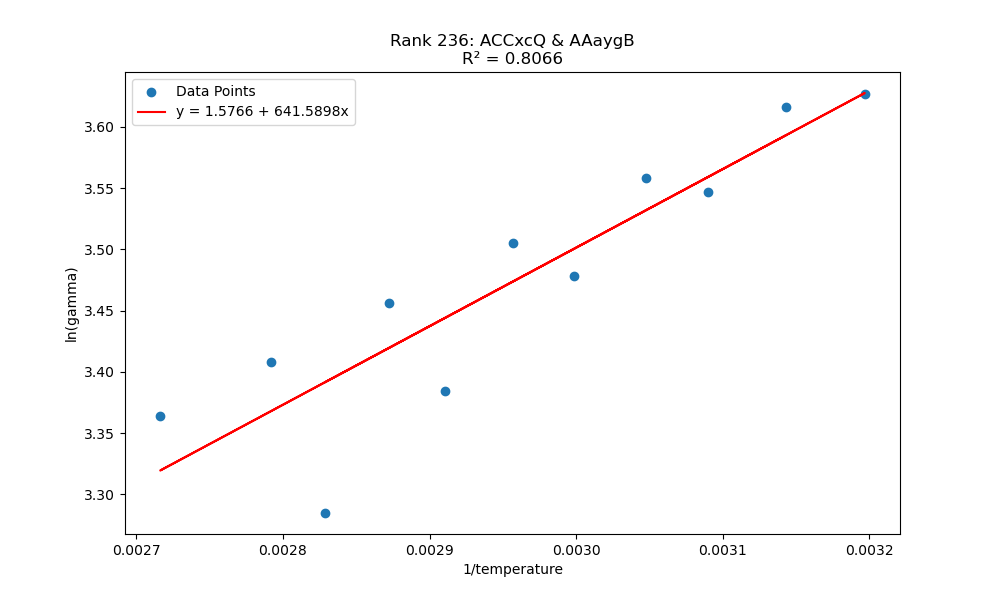 Rank 236: ACCxcQ & AAaygB
R² = 0.8066
Data Points
y = 1.5766 + 641.5898x
3.60
3.55
3.50
3.45
3.40
3.35
3.30
ln(gamma)
0.0027 0.0028 0.0029 0.0030 0.0031 0.0032
1/temperature